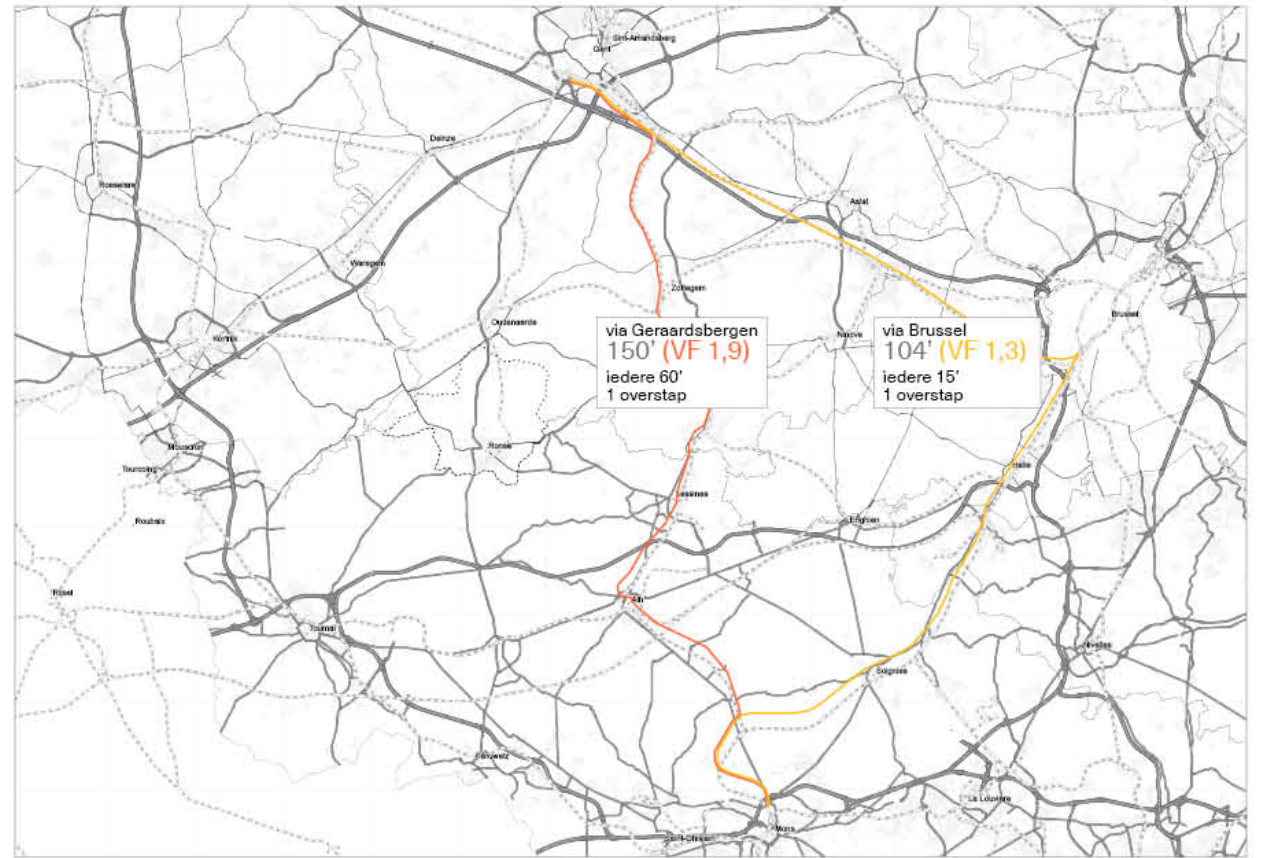 Sint-Amandsberg
Gent
Deinze
Roeselare
Aalst
Waregem
Zottegem
Oudenaarde
Brussel
Kortrijk
Ninove
via Geraardsbergen
150' (VF 1,9)
iedere 60'
1 overstap
via Brussel
104' (VF 1,3)
iedere 15'
1 overstap
Mouscron
Ronse
Tourcoing
Halle
Lessines
Roubaix
Enghien
Rijsel
Ath
Tournai
Nivelles
Soignies
Péruwelz
La Louvière
Mons
Saint-Ghislain